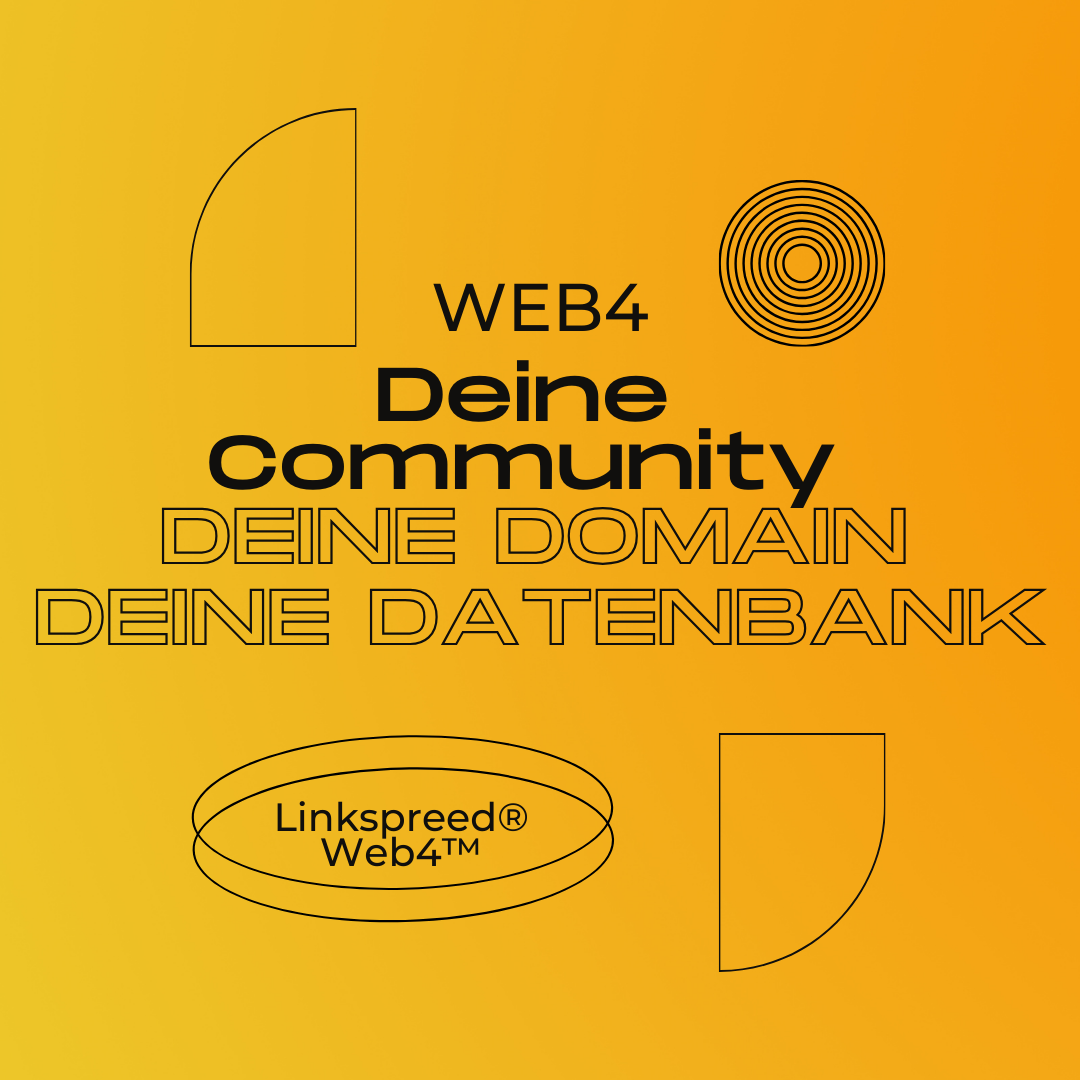 WEB4
Deine
Community
DEINE DOMAIN
DEINE DATENBANK
Linkspreed®
Web4™